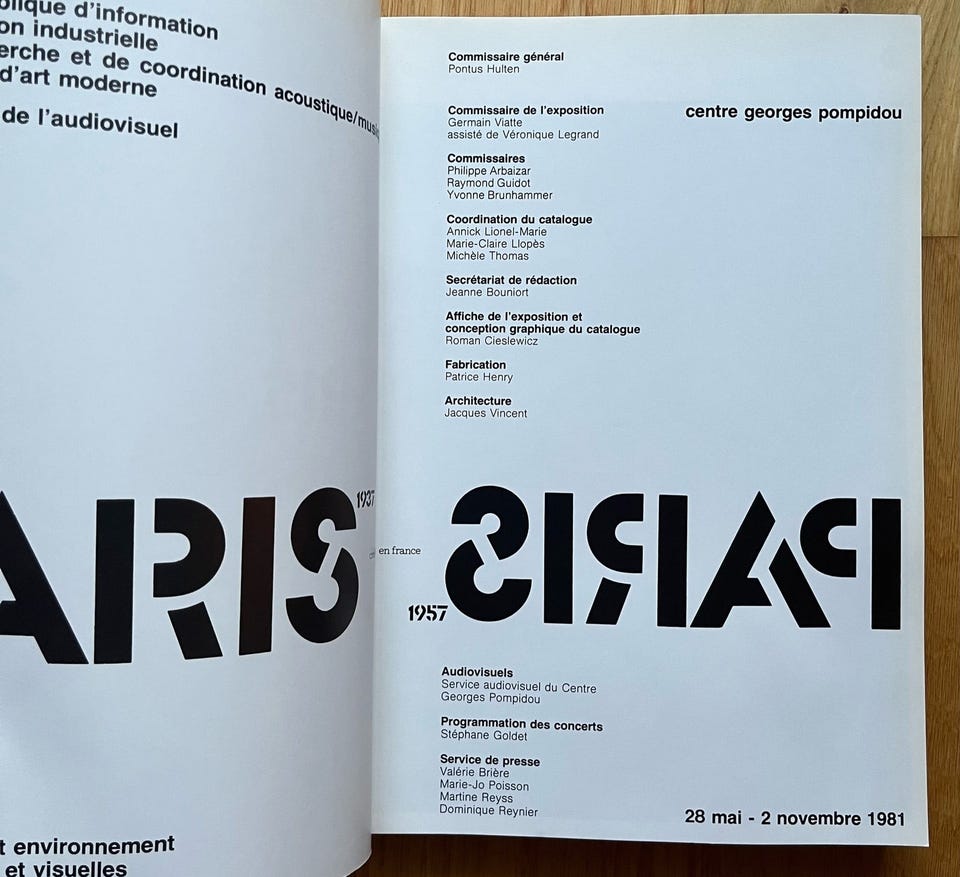 d'information
industrielle
et de coordination acoustique/
d'art moderne
de l'audiovisuel
ARIS
1937
environnement
et visuelles
Commissaire général
Pontus Hulten
Commissaire de l'exposition
Germain Viatte
assisté de Véronique Legrand
centre georges pompidou
Commissaires
Philippe Arbaizar
Raymond Guidot
Yvonne Brunhammer
Coordination du catalogue
Annick Lionel-Marie
Marie-Claire Llopès
Michèle Thomas
Secrétariat de rédaction
Jeanne Bouniort
Affiche de l'exposition et
conception graphique du catalogue
Roman Cieslewicz
Fabrication
Patrice Henry
Architecture
Jacques Vincent
en france
PARIS
1957
Audiovisuels
Service audiovisuel du Centre
Georges Pompidou
Programmation des concerts
Stéphane Goldet
Service de presse
Valérie Brière
Marie-Jo Poisson
Martine Reyss
Dominique Reynier
28 mai - 2 novembre 1981